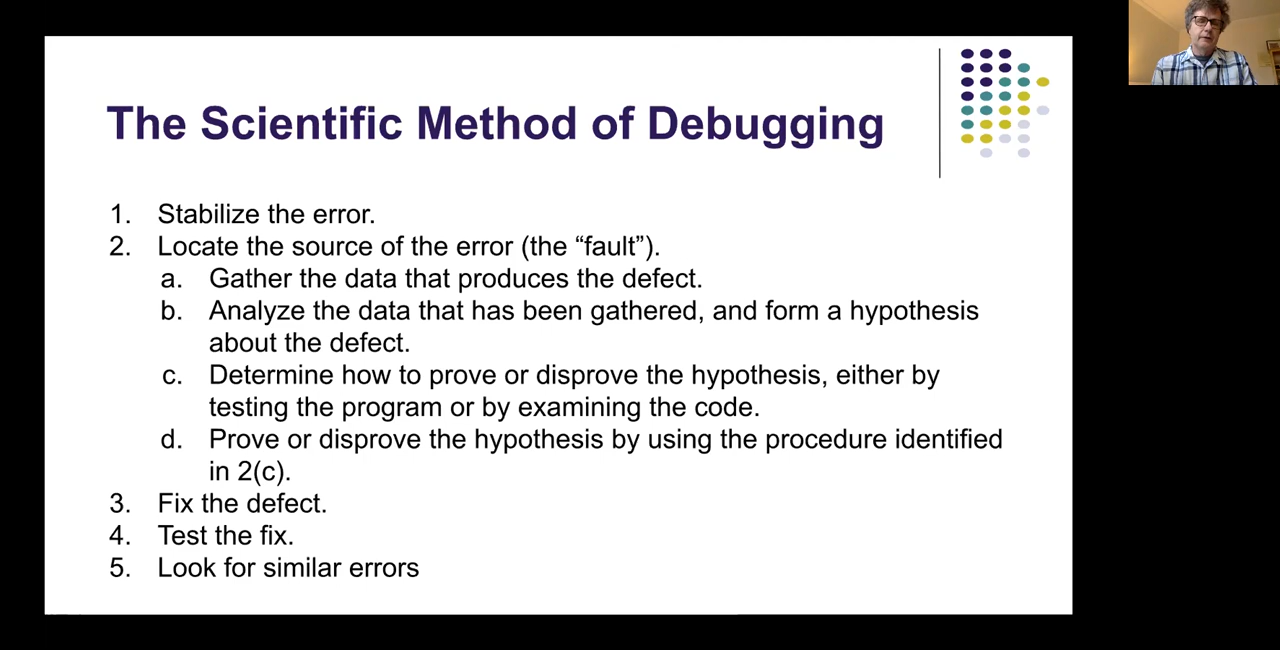 The Scientific Method of Debugging
1. Stabilize the error.
2. Locate the source of the error (the “fault”).
a. Gather the data that produces the defect.
b. Analyze the data that has been gathered, and form a hypothesis
about the defect.
c. Determine how to prove or disprove the hypothesis, either by
testing the program or by examining the code.
d. Prove or disprove the hypothesis by using the procedure identified
in 2(c).
3. Fix the defect.
4. Test the fix.
5. Look for similar errors